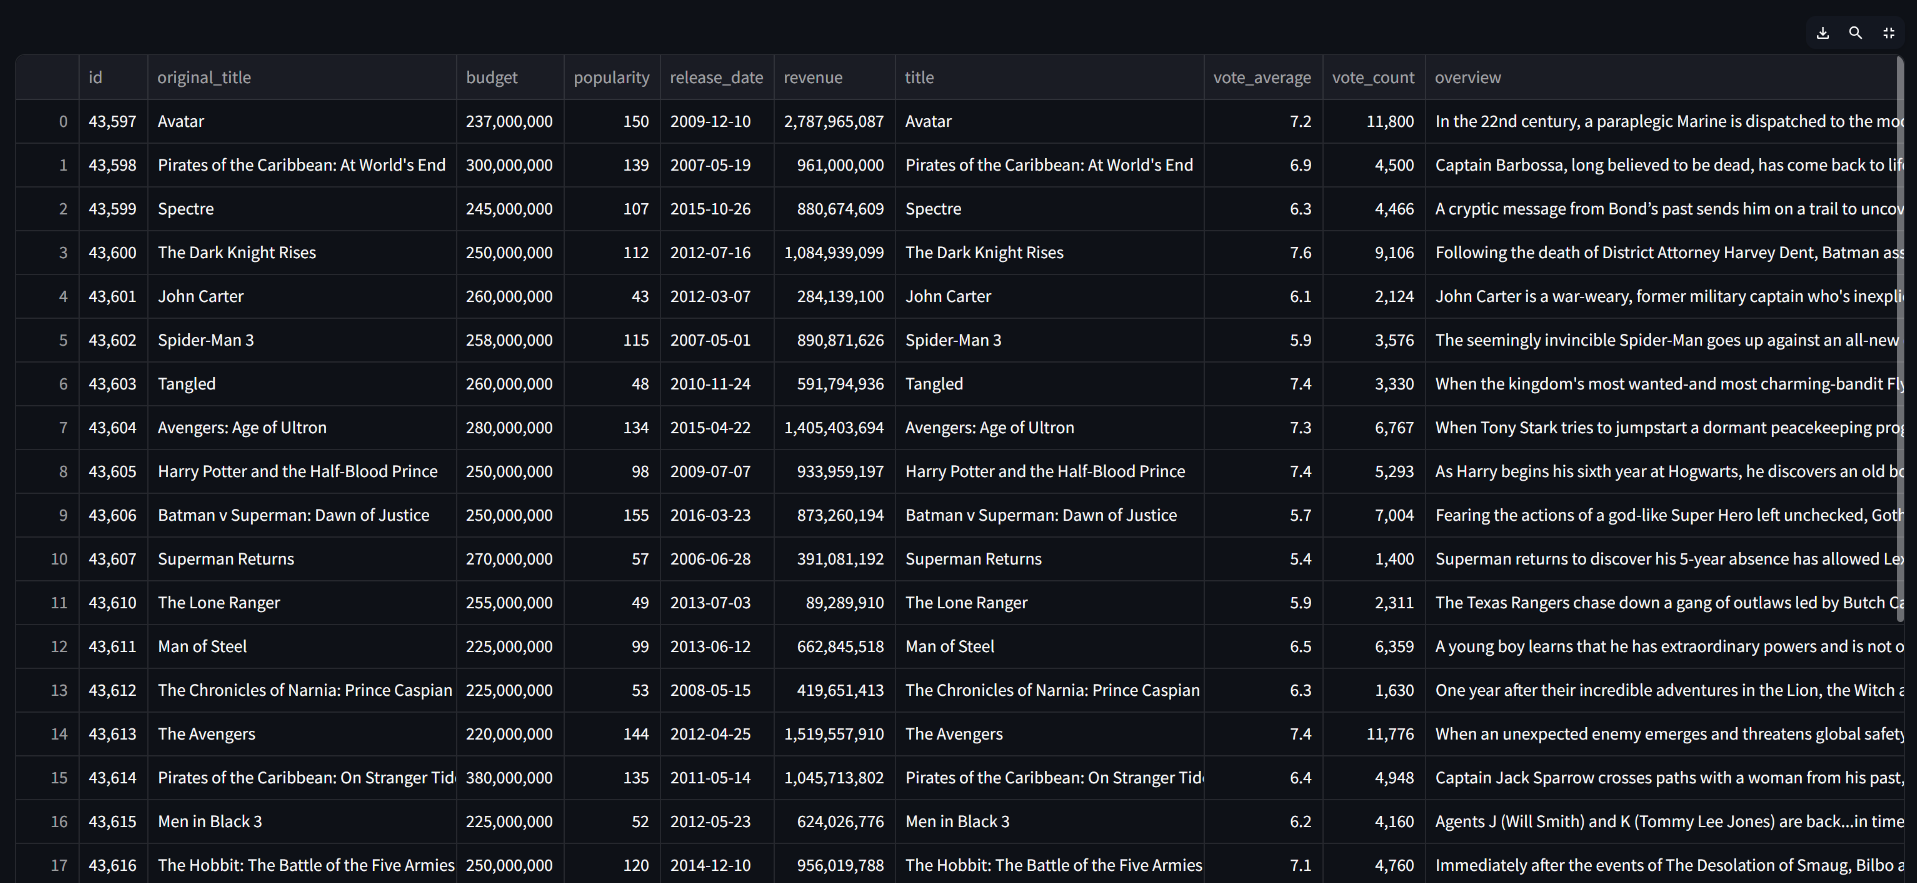 id original_title budget popularity release_date revenue title vote_average vote_count overview
0 43,597 Avatar 237,000,000 150 2009-12-10 2,787,965,087 Avatar 7.2 11,800 In the 22nd century, a paraplegic Marine is dispatched to the
1 43,598 Pirates of the Caribbean: At World's End 300,000,000 139 2007-05-19 961,000,000 Pirates of the Caribbean: At World's End 6.9 4,500 Captain Barbossa, long believed to be dead, has come back to
2 43,599 Spectre 245,000,000 107 2015-10-26 880,674,609 Spectre 6.3 4,466 A cryptic message from Bond’s past sends him on a trail to
3 43,600 The Dark Knight Rises 250,000,000 112 2012-07-16 1,084,939,099 The Dark Knight Rises 7.6 9,106 Following the death of District Attorney Harvey Dent, Batman
4 43,601 John Carter 260,000,000 43 2012-03-07 284,139,100 John Carter 6.1 2,124 John Carter is a war-weary, former military captain who's
5 43,602 Spider-Man 3 258,000,000 115 2007-05-01 890,871,626 Spider-Man 3 5.9 3,576 The seemingly invincible Spider-Man goes up against an all-new
6 43,603 Tangled 260,000,000 48 2010-11-24 591,794,936 Tangled 7.4 3,330 When the kingdom's most wanted-and most charming-bandit
7 43,604 Avengers: Age of Ultron 280,000,000 134 2015-04-22 1,405,403,694 Avengers: Age of Ultron 7.3 6,767 When Tony Stark tries to jumpstart a dormant peacekeeping
8 43,605 Harry Potter and the Half-Blood Prince 250,000,000 98 2009-07-07 933,959,197 Harry Potter and the Half-Blood Prince 7.4 5,293 As Harry begins his sixth year at Hogwarts, he discovers an old
9 43,606 Batman v Superman: Dawn of Justice 250,000,000 155 2016-03-23 873,260,194 Batman v Superman: Dawn of Justice 5.7 7,004 Fearing the actions of a god-like Super Hero left unchecked,
10 43,607 Superman Returns 270,000,000 57 2006-06-28 391,081,192 Superman Returns 5.4 1,400 Superman returns to discover his 5-year absence has allowed
11 43,610 The Lone Ranger 255,000,000 49 2013-07-03 89,289,910 The Lone Ranger 5.9 2,311 The Texas Rangers chase down a gang of outlaws led by Butch
12 43,611 Man of Steel 225,000,000 99 2013-06-12 662,845,518 Man of Steel 6.5 6,359 A young boy learns that he has extraordinary powers and is not
13 43,612 The Chronicles of Narnia: Prince Caspian 225,000,000 53 2008-05-15 419,651,413 The Chronicles of Narnia: Prince Caspian 6.3 1,630 One year after their incredible adventures in the Lion, the Witch
14 43,613 The Avengers 220,000,000 144 2012-04-25 1,519,557,910 The Avengers 7.4 11,776 When an unexpected enemy emerges and threatens global safety
15 43,614 Pirates of the Caribbean: On Stranger 380,000,000 135 2011-05-14 1,045,713,802 Pirates of the Caribbean: On Stranger 6.4 4,948 Captain Jack Sparrow crosses paths with a woman from his past,
16 43,615 Men in Black 3 225,000,000 52 2012-05-23 624,026,776 Men in Black 3 6.2 4,160 Agents J (Will Smith) and K (Tommy Lee Jones) are back...in time
17 43,616 The Hobbit: The Battle of the Five Armies 250,000,000 120 2014-12-10 956,019,788 The Hobbit: The Battle of the Five Armies 7.1 4,760 Immediately after the events of The Desolation of Smaug, Bilbo